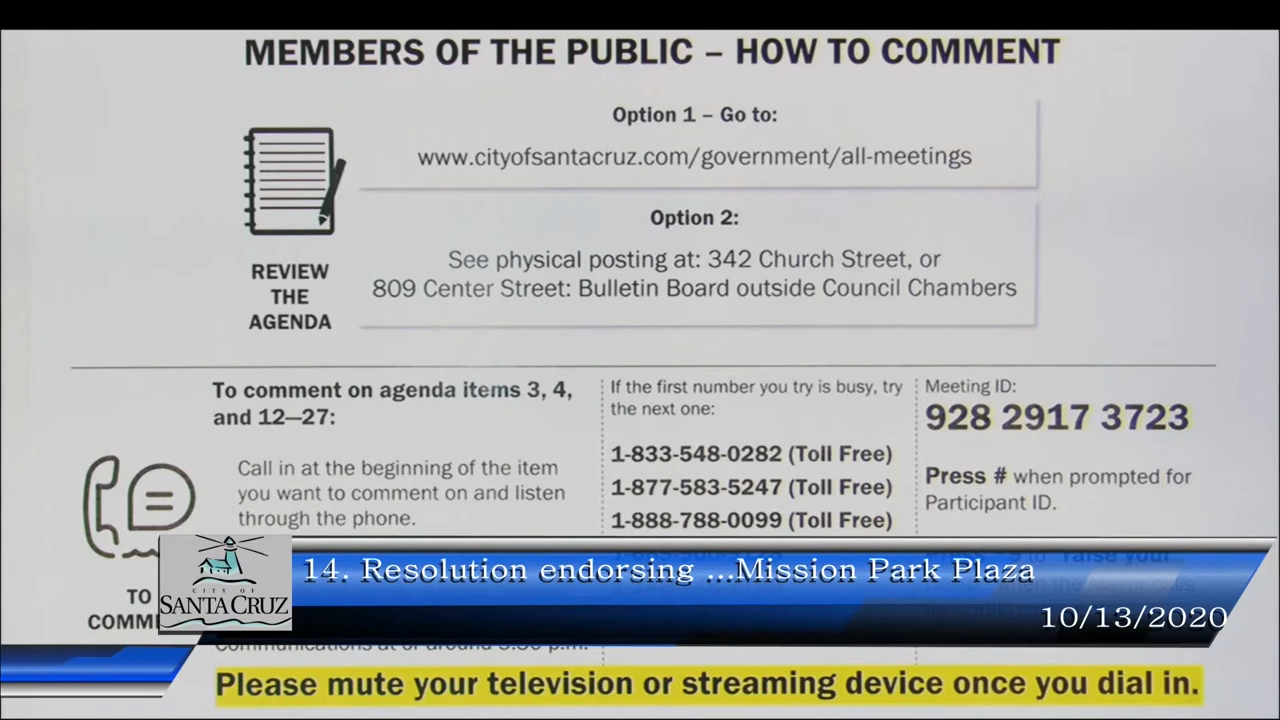 MEMBERS OF THE PUBLIC – HOW TO COMMENT
Option 1 – Go to:
www.cityofsantacruz.com/government/all-meetings
Option 2:
See physical posting at: 342 Church Street, or
809 Center Street: Bulletin Board outside Council Chambers
REVIEW
THE
AGENDA
To comment on agenda items 3, 4,
and 12—27:
Call in at the beginning of the item
you want to comment on and listen
through the phone.
If the first number you try is busy, try
the next one:
1-833-548-0282 (Toll Free)
1-877-583-5247 (Toll Free)
1-888-788-0099 (Toll Free)
Meeting ID:
928 2917 3723
Press # when prompted for
Participant ID.
TO
raise your
CITY OF
SANTA CRUZ
14. Resolution endorsing ...Mission Park Plaza
10/13/2020
Please mute your television or streaming device once you dial in.